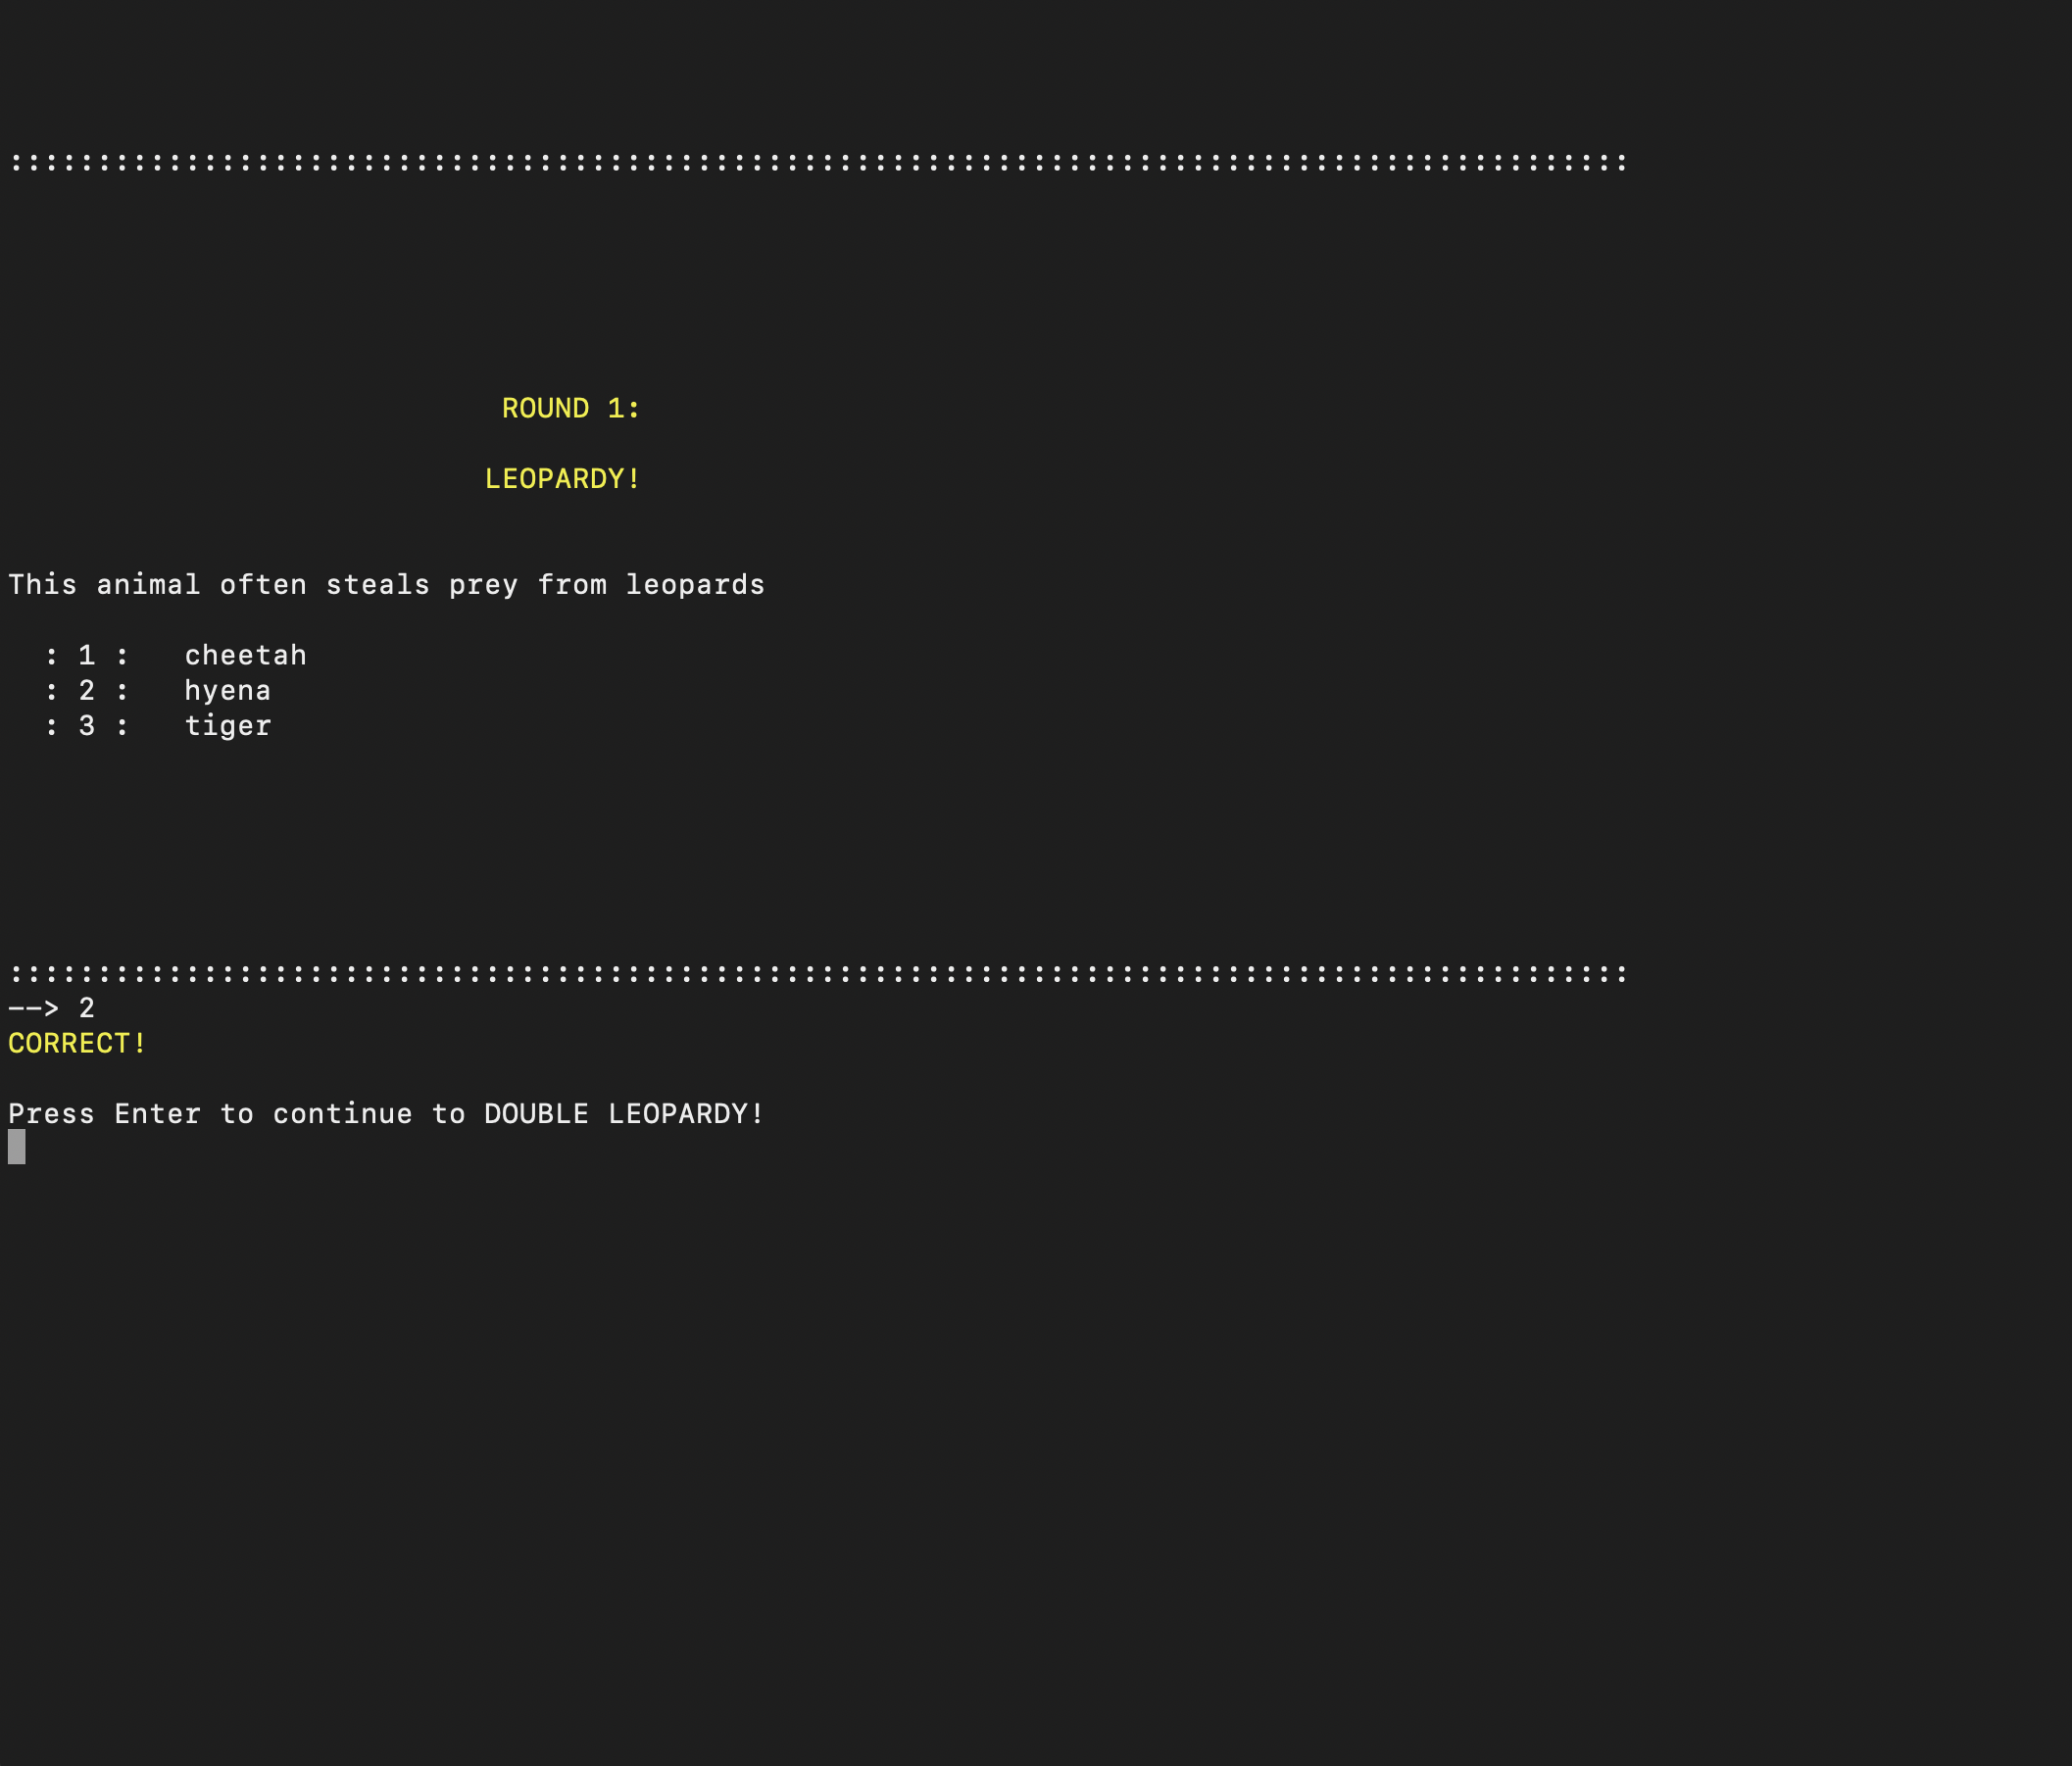 ::::::::::::::::::::::::::::::::::::::::::::::::::::::::::::::::::::::::::::::::::::::::::::
ROUND 1:
LEOPARDY!
This animal often steals prey from leopards
: 1 :   cheetah
: 2 :   hyena
: 3 :   tiger
::::::::::::::::::::::::::::::::::::::::::::::::::::::::::::::::::::::::::::::::::::::::::::
--> 2
CORRECT!
Press Enter to continue to DOUBLE LEOPARDY!